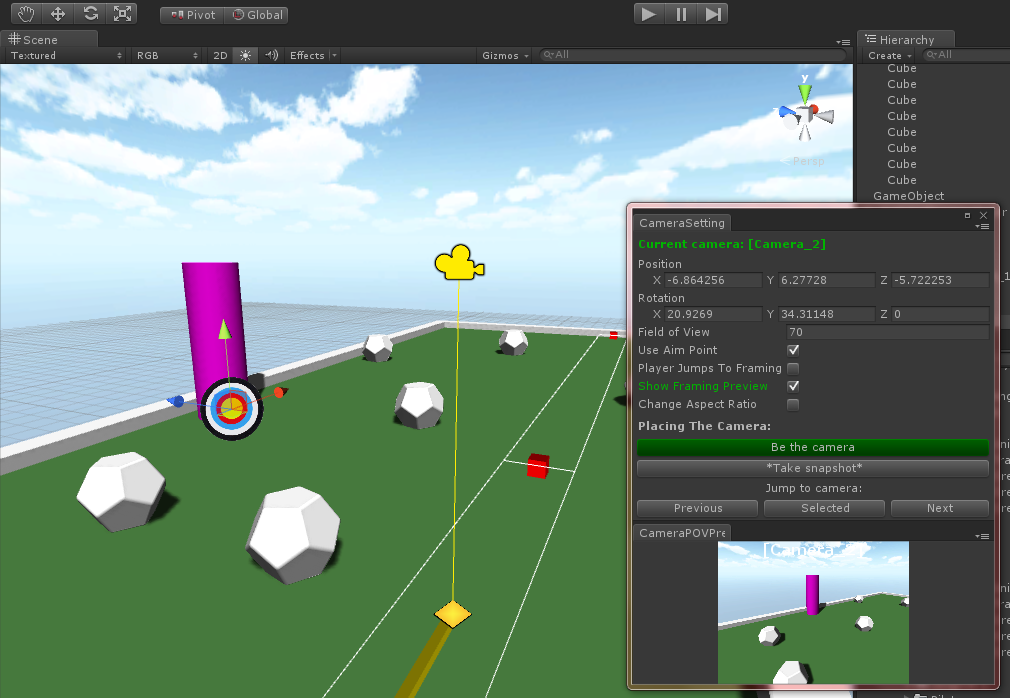 Pivot Global
Scene
Textured RGB 2D Effects Gizmos All
Hierarchy
Create All
Cube
Cube
Cube
Cube
Cube
Cube
Cube
Cube
GameObject
y
Persp
CameraSetting
Current camera: [Camera_2]
Position
X -6.864256 Y 6.27728 Z -5.722253
Rotation
X 20.9269 Y 34.31148 Z 0
Field of View 70
Use Aim Point
Player Jumps To Framing
Show Framing Preview
Change Aspect Ratio
Placing The Camera:
Be the camera
*Take snapshot*
Jump to camera:
Previous Selected Next
CameraPOVPre